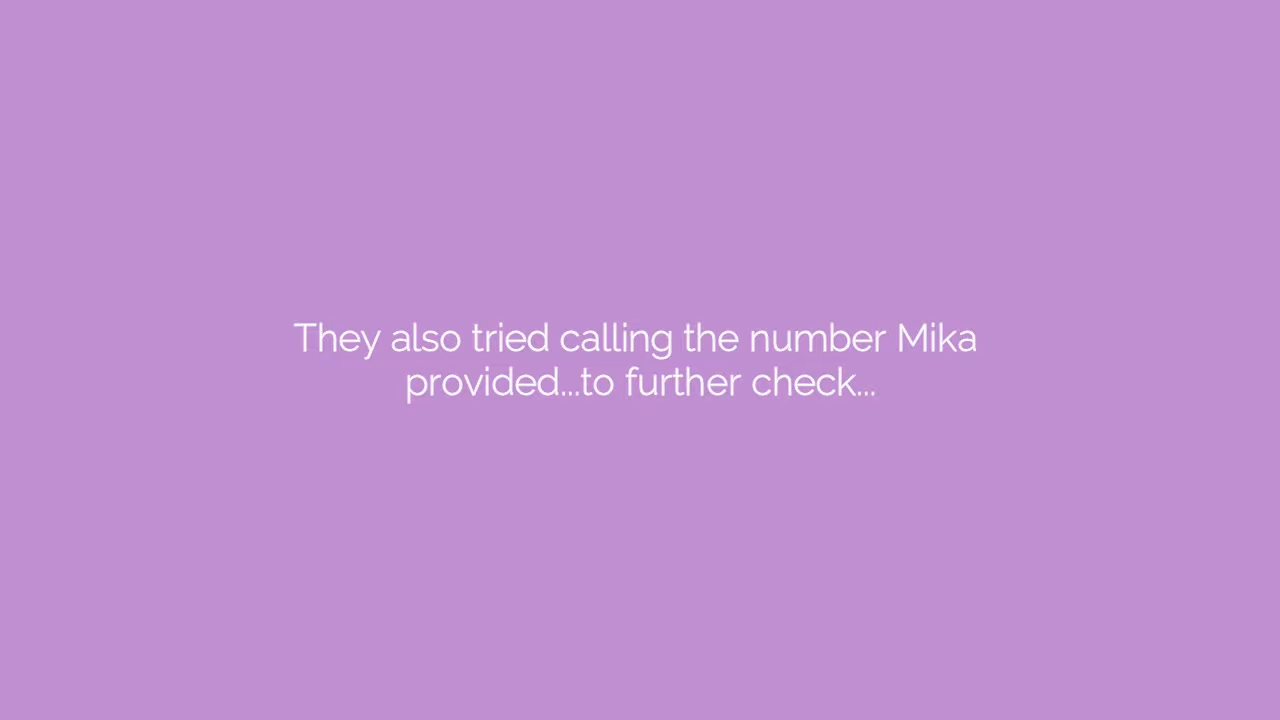 They also tried calling the number Mika
provided...to further check...